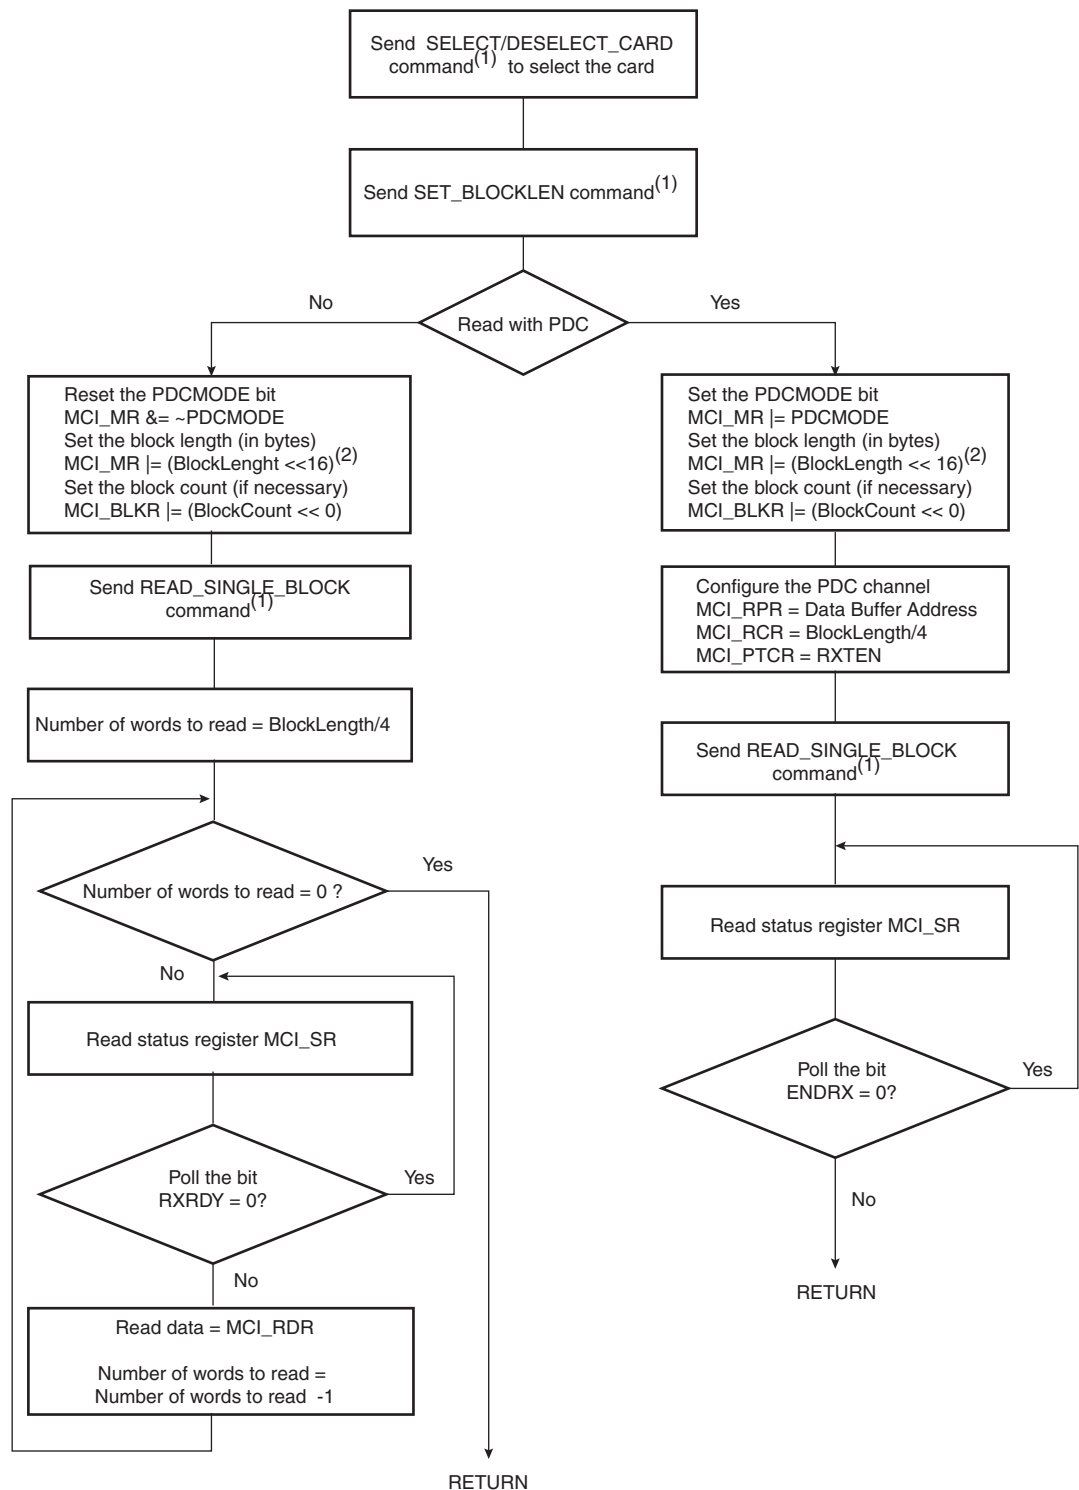 Send SELECT/DESELECT_CARD
command(1) to select the card
Send SET_BLOCKLEN command(1)
No
Yes
Read with PDC
Reset the PDCMODE bit
MCI_MR &= ~PDCMODE
Set the block length (in bytes)
MCI_MR |= (BlockLenght <<16)(2)
Set the block count (if necessary)
MCI_BLKR |= (BlockCount << 0)
Send READ_SINGLE_BLOCK
command(1)
Number of words to read = BlockLength/4
Number of words to read = 0 ?
Yes
No
Read status register MCI_SR
Poll the bit
RXRDY = 0?
Yes
No
Read data = MCI_RDR
Number of words to read =
Number of words to read -1
RETURN
Set the PDCMODE bit
MCI_MR |= PDCMODE
Set the block length (in bytes)
MCI_MR |= (BlockLength << 16)(2)
Set the block count (if necessary)
MCI_BLKR |= (BlockCount << 0)
Configure the PDC channel
MCI_RPR = Data Buffer Address
MCI_RCR = BlockLength/4
MCI_PTCR = RXTEN
Send READ_SINGLE_BLOCK
command(1)
Read status register MCI_SR
Poll the bit
ENDRX = 0?
Yes
No
RETURN